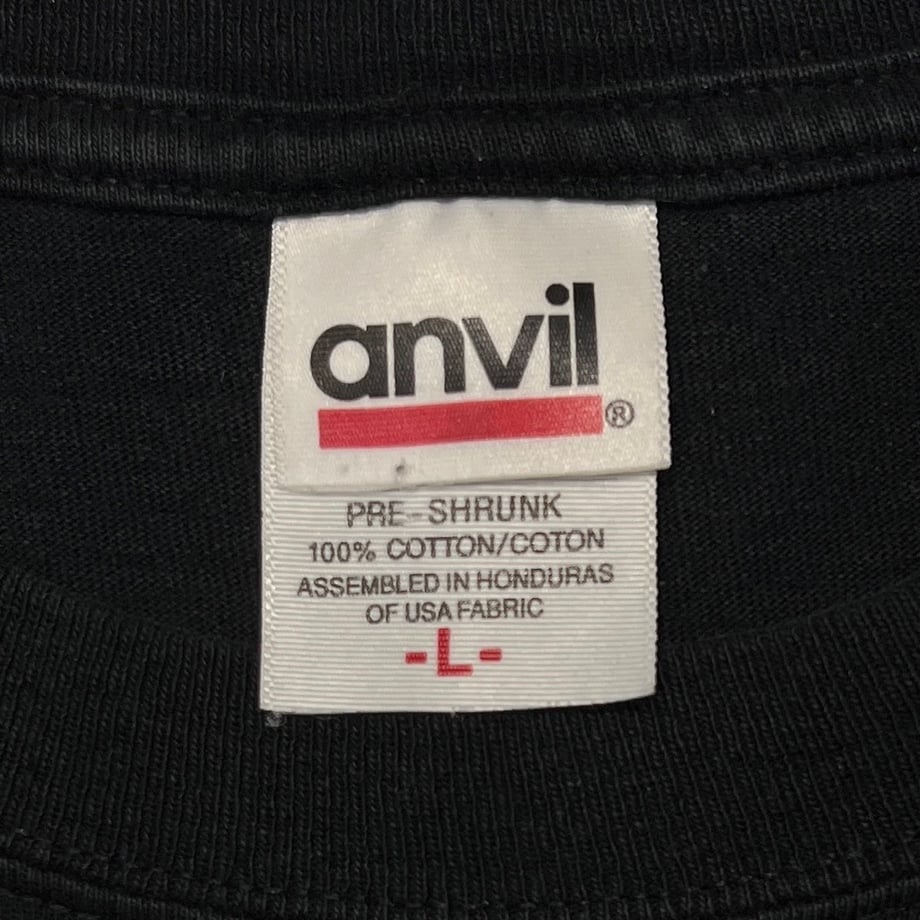 anvil®
PRE-SHRUNK
100% COTTON/COTON
ASSEMBLED IN HONDURAS
OF USA FABRIC
-L-